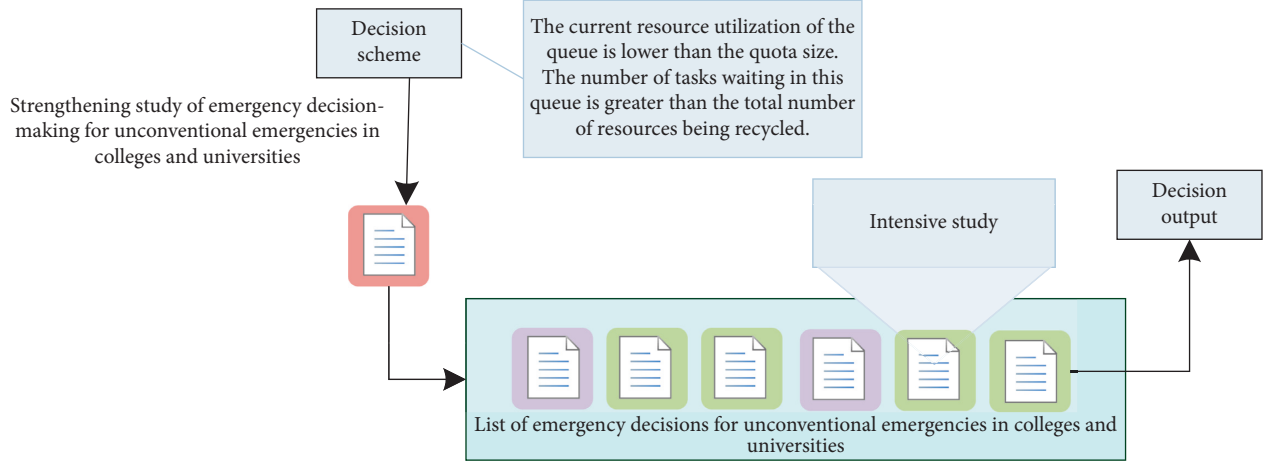 Decision
scheme
The current resource utilization of the
queue is lower than the quota size.
The number of tasks waiting in this
queue is greater than the total number
of resources being recycled.
Strengthening study of emergency decision-
making for unconventional emergencies in
colleges and universities
Intensive study
Decision
output
List of emergency decisions for unconventional emergencies in colleges and
universities